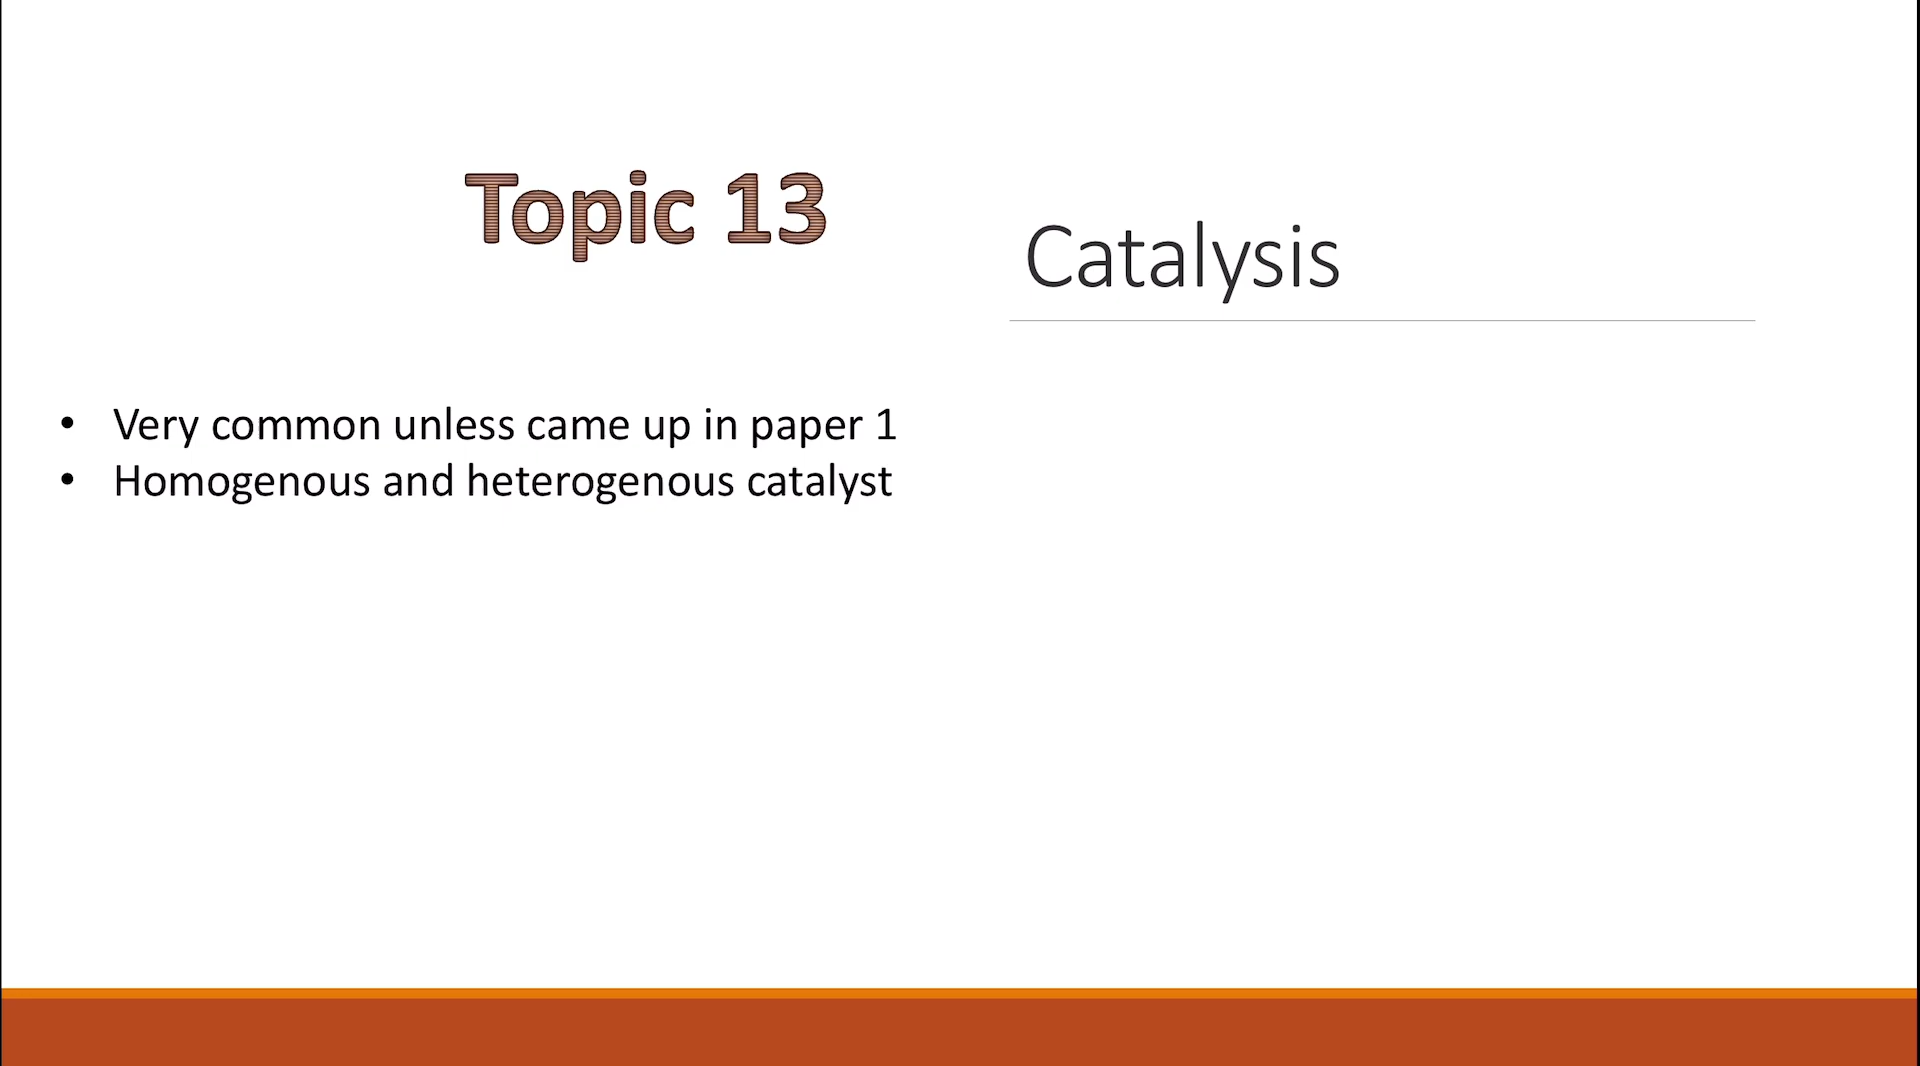 Topic 13
Catalysis
• Very common unless came up in paper 1
• Homogenous and heterogenous catalyst